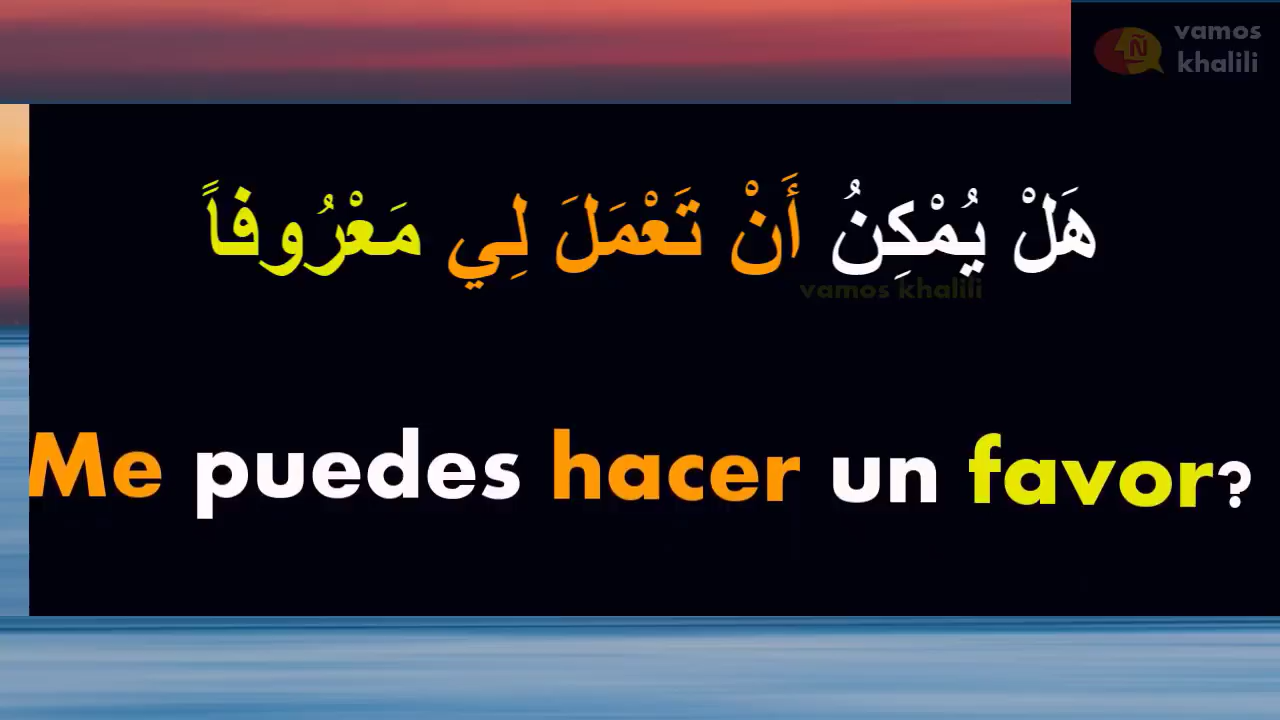 vamos
khalili
Ñ
هَلْ يُمْكِنُ أَنْ تَعْمَلَ لِي مَعْرُوفاً
vamos khalili
Me puedes hacer un favor?